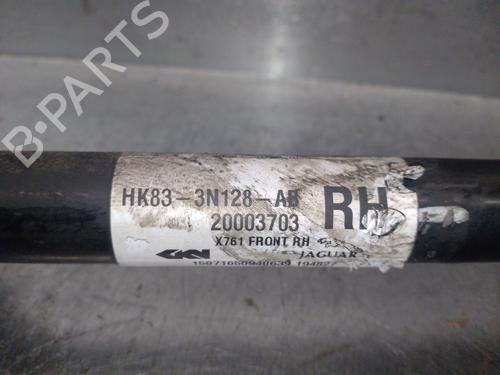 B-PARTS
HK83-3N128-AB RH
20003703
X761 FRONT RH
GKN JAGUAR